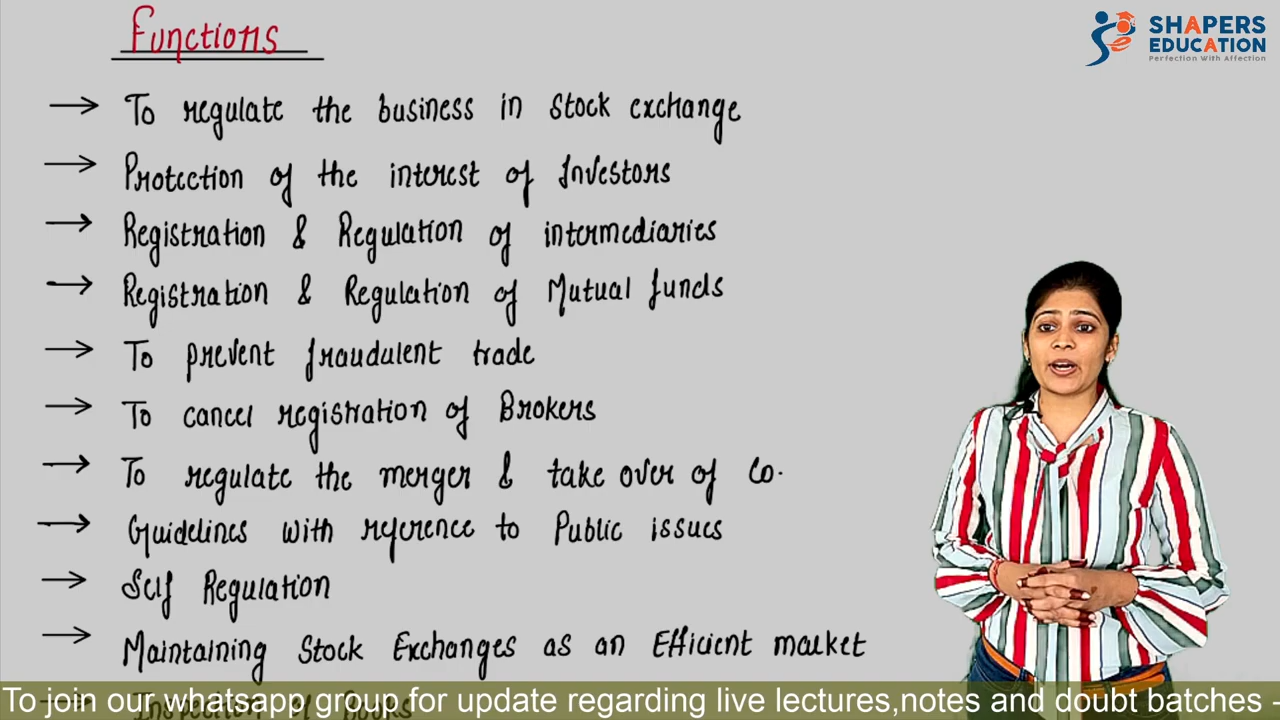 Functions
SHAPERS
EDUCATION
Perfection With Affection
→ To regulate the business in Stock exchange
→ Protection of the interest of Investors
→ Registration & Regulation of intermediaries
→ Registration & Regulation of Mutual funds
→ To prevent fraudulent trade
→ To cancel registration of Brokers
→ To regulate the merger & take over of Co.
→ Guidelines with reference to Public issues
→ Self Regulation
→ Maintaining Stock Exchanges as an Efficient market
→ Inspection of Books
To join our whatsapp group for update regarding live lectures,notes and doubt batches -